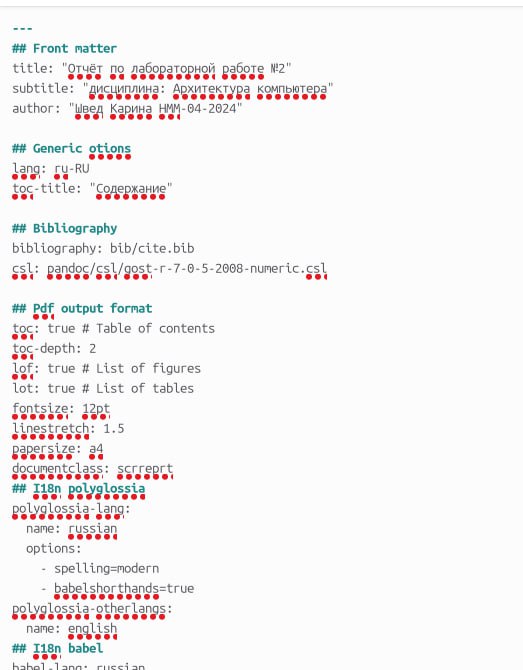 ---
## Front matter
title: "Отчёт по лабораторной работе №2"
subtitle: "дисциплина: Архитектура компьютера"
author: "Швед Карина НММ-04-2024"
## Generic otions
lang: ru-RU
toc-title: "Содержание"
## Bibliography
bibliography: bib/cite.bib
csl: pandoc/csl/gost-r-7-0-5-2008-numeric.csl
## Pdf output format
toc: true # Table of contents
toc-depth: 2
lof: true # List of figures
lot: true # List of tables
fontsize: 12pt
linestretch: 1.5
papersize: a4
documentclass: scrreprt
## I18n polyglossia
polyglossia-lang:
  name: russian
  options:
    - spelling=modern
    - babelshorthands=true
polyglossia-otherlangs:
  name: english
## I18n babel
babel-lang: russian